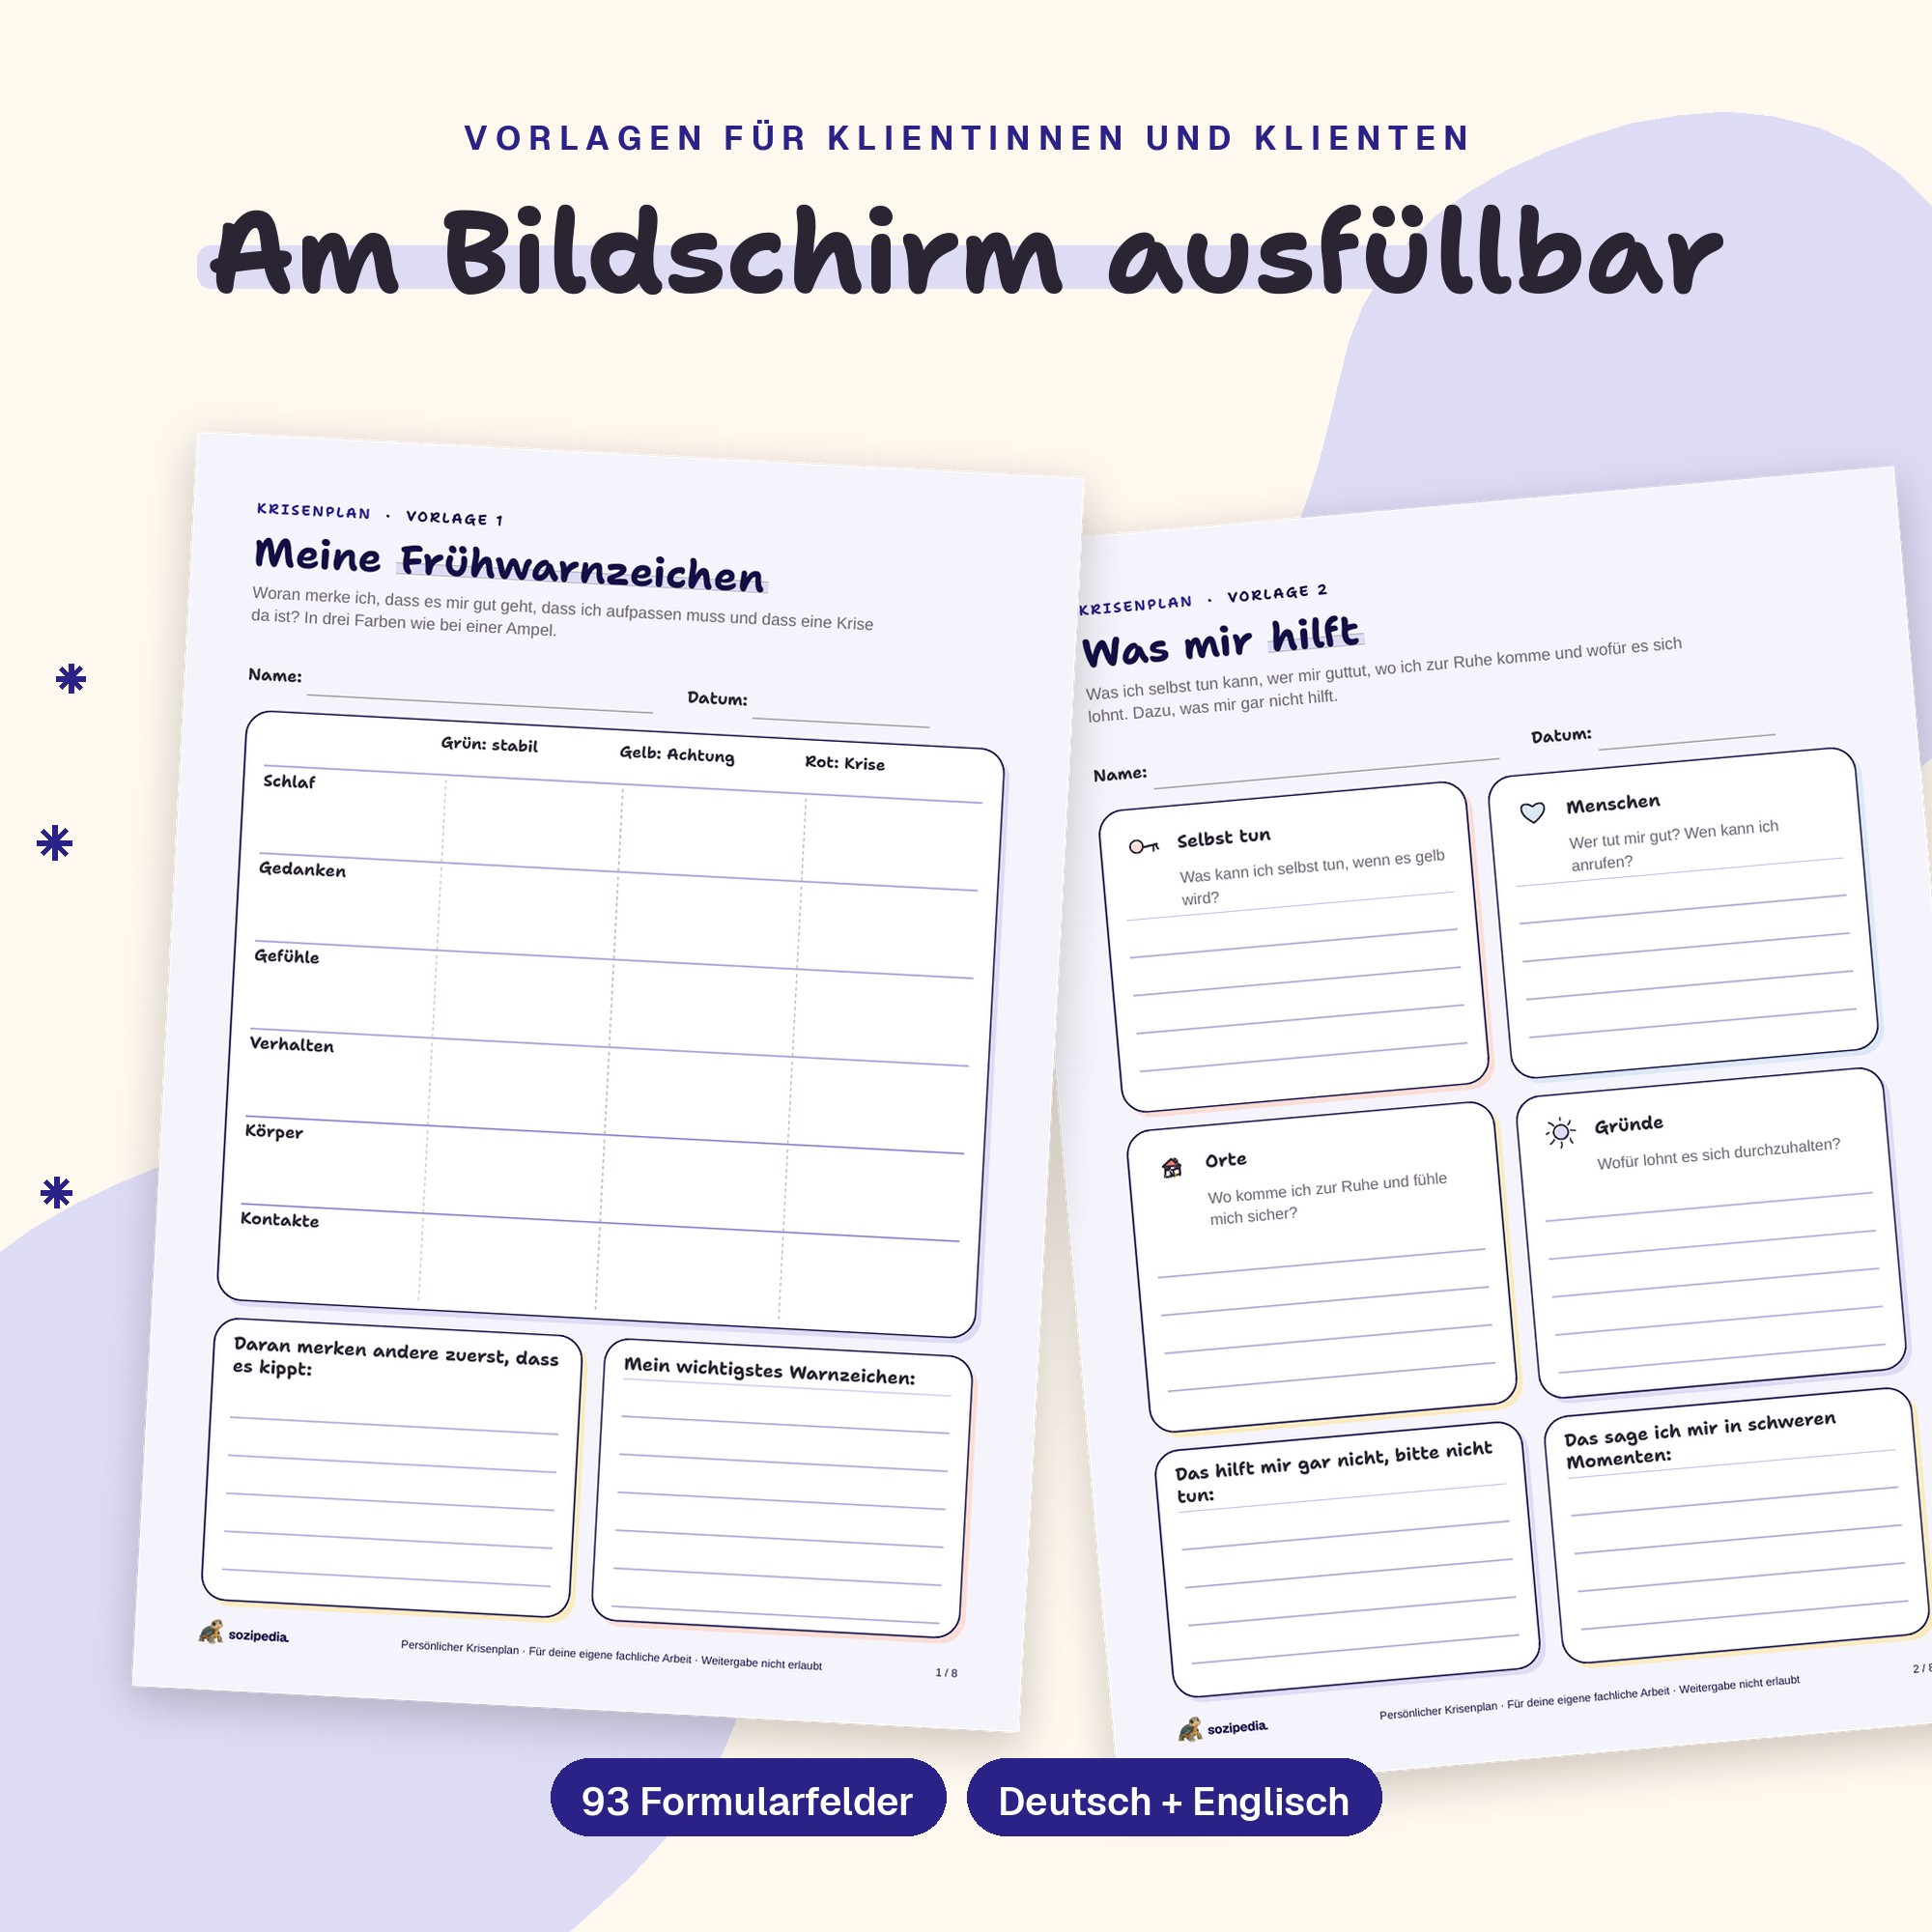 VORLAGEN FÜR KLIENTINNEN UND KLIENTEN
Am Bildschirm ausfüllbar
KRISENPLAN · VORLAGE 1
Meine Frühwarnzeichen
Woran merke ich, dass es mir gut geht, dass ich aufpassen muss und dass eine Krise
da ist? In drei Farben wie bei einer Ampel.
Name:
Datum:
Grün: stabil
Gelb: Achtung
Rot: Krise
Schlaf
Gedanken
Gefühle
Verhalten
Körper
Kontakte
Daran merken andere zuerst, dass
es kippt:
Mein wichtigstes Warnzeichen:
sozipedia.
Persönlicher Krisenplan · Für deine eigene fachliche Arbeit · Weitergabe nicht erlaubt
1 / 8
KRISENPLAN · VORLAGE 2
Was mir hilft
Was ich selbst tun kann, wer mir guttut, wo ich zur Ruhe komme und wofür es sich
lohnt. Dazu, was mir gar nicht hilft.
Name:
Datum:
Selbst tun
Was kann ich selbst tun, wenn es gelb
wird?
Menschen
Wer tut mir gut? Wen kann ich
anrufen?
Orte
Wo komme ich zur Ruhe und fühle
mich sicher?
Gründe
Wofür lohnt es sich durchzuhalten?
Das hilft mir gar nicht, bitte nicht
tun:
Das sage ich mir in schweren
Momenten:
sozipedia.
Persönlicher Krisenplan · Für deine eigene fachliche Arbeit · Weitergabe nicht erlaubt
2 / 8
93 Formularfelder
Deutsch + Englisch